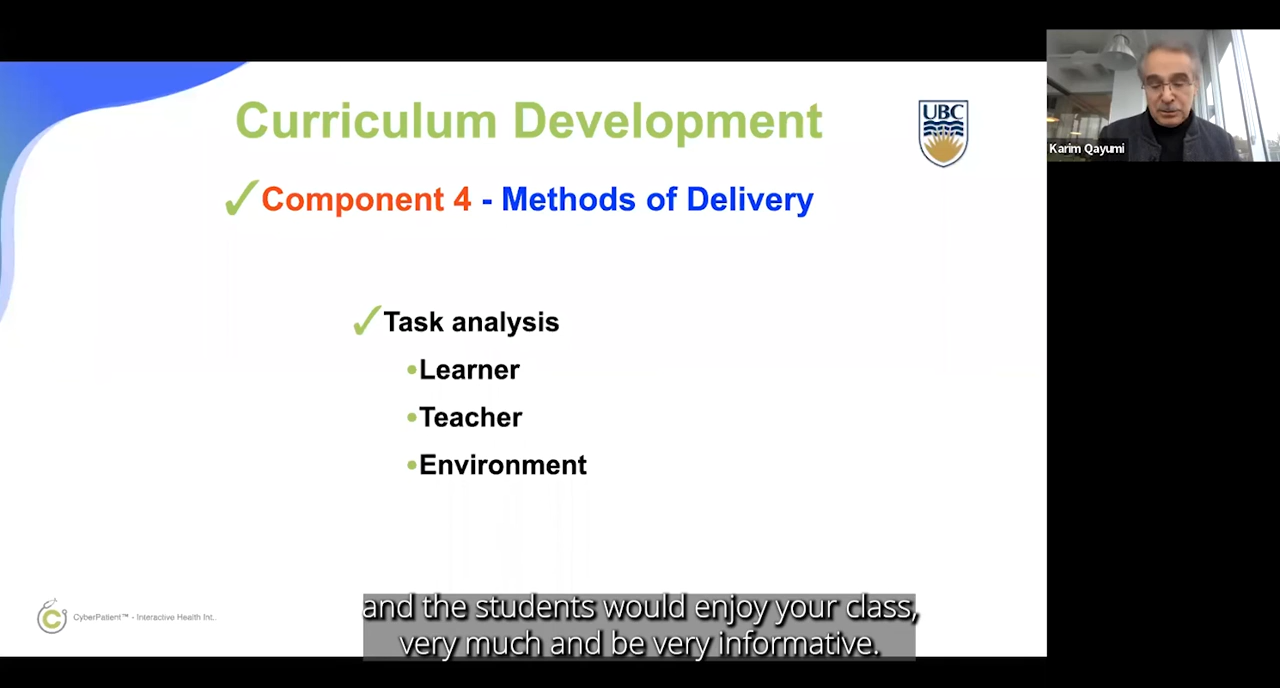 Curriculum Development
UBC
Karim Qayumi
Component 4 - Methods of Delivery
Task analysis
Learner
Teacher
Environment
CyberPatient™ - Interactive Health Int..
and the students would enjoy your class,
very much and be very informative.